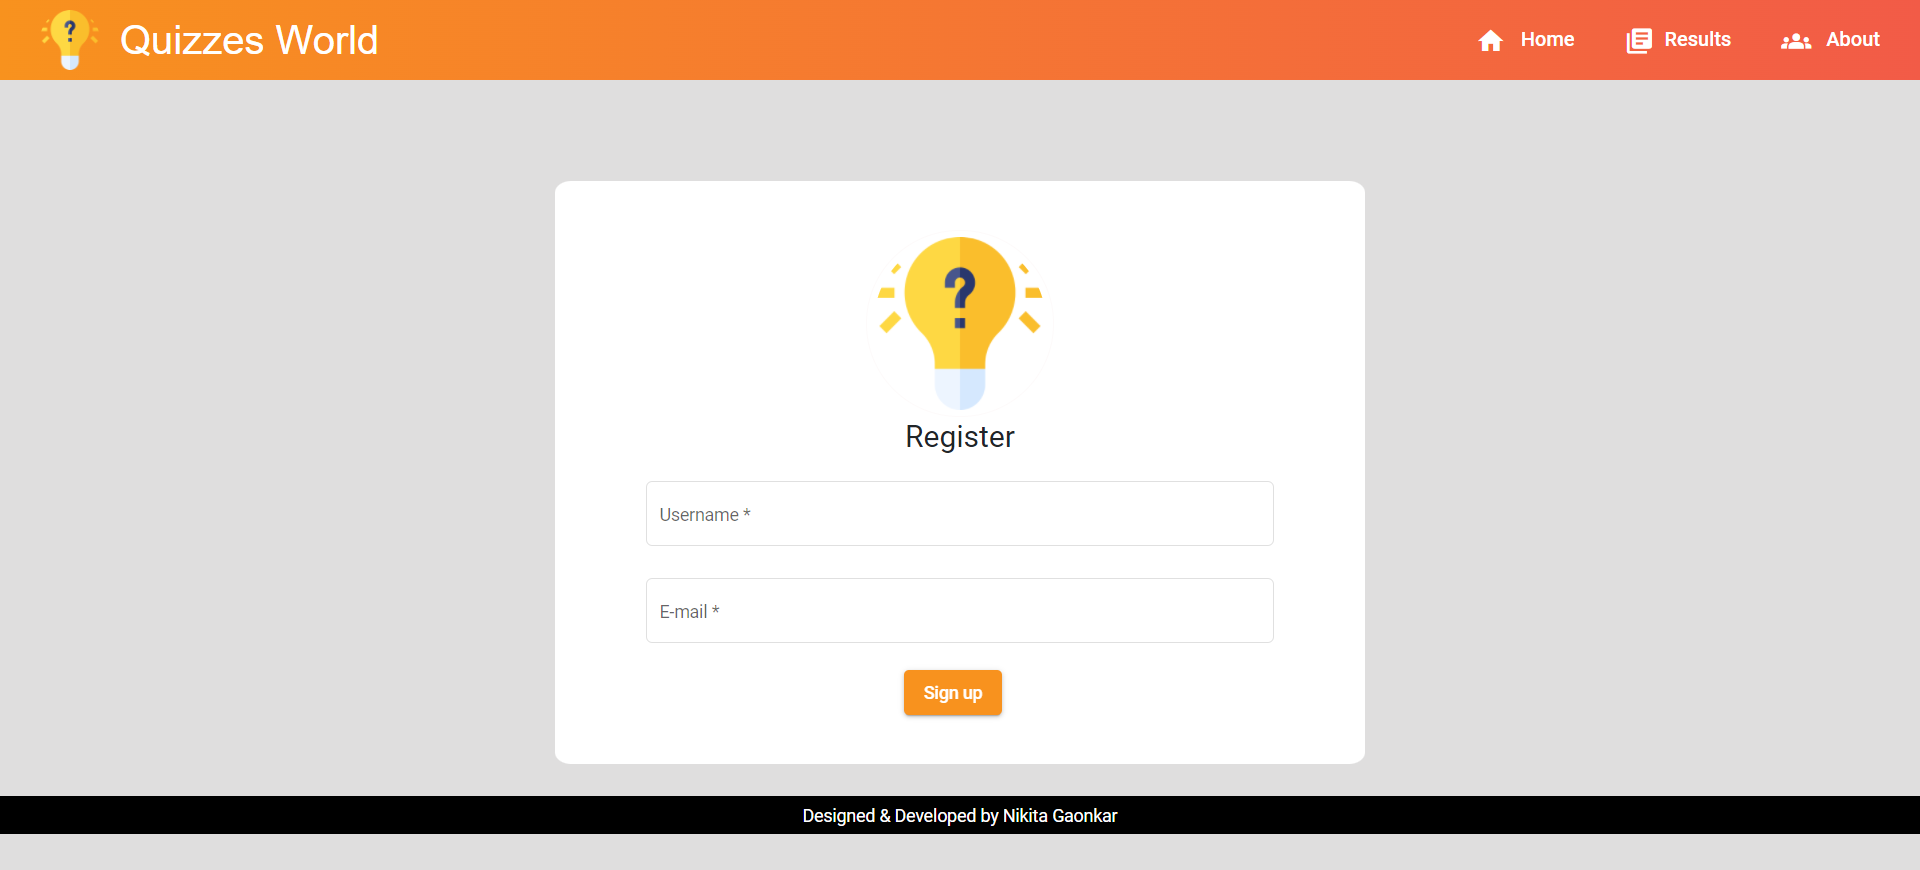 Quizzes World
Home
Results
About
Register
Username *
E-mail *
Sign up
Designed & Developed by Nikita Gaonkar